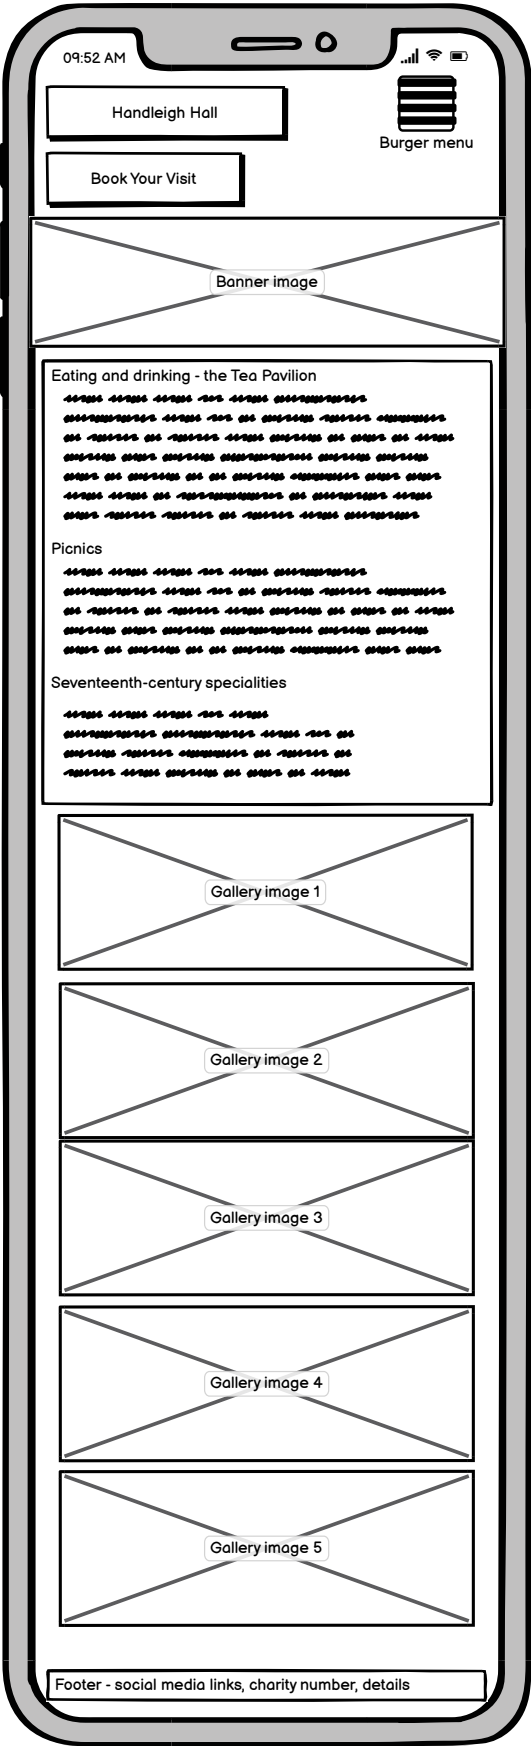 09:52 AM
Handleigh Hall
Burger menu
Book Your Visit
Banner image
Eating and drinking - the Tea Pavilion
Picnics
Seventeenth-century specialities
Gallery image 1
Gallery image 2
Gallery image 3
Gallery image 4
Gallery image 5
Footer - social media links, charity number, details